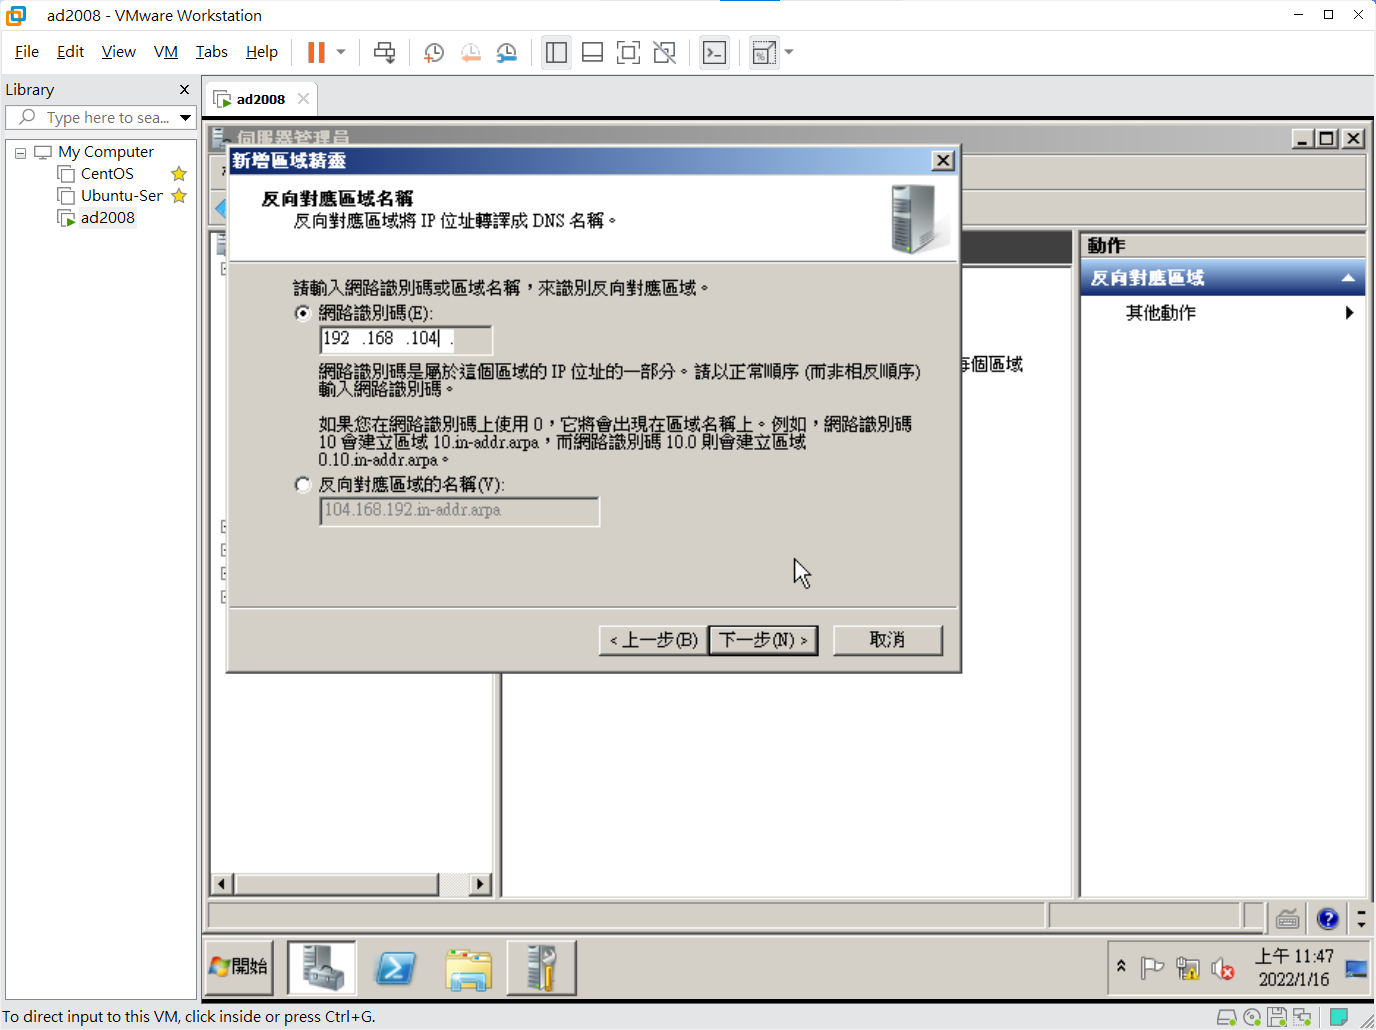 ad2008 - VMware Workstation
File Edit View VM Tabs Help
Library
Type here to sea...
My Computer
CentOS
Ubuntu-Ser
ad2008
ad2008
伺服器管理員
新增區域精靈
反向對應區域名稱
反向對應區域將 IP 位址轉譯成 DNS 名稱。
請輸入網路識別碼或區域名稱，來識別反向對應區域。
網路識別碼(E):
192 .168 .104 .
網路識別碼是屬於這個區域的 IP 位址的一部分。請以正常順序 (而非相反順序)
輸入網路識別碼。
如果您在網路識別碼上使用 0，它將會出現在區域名稱上。例如，網路識別碼
10 會建立區域 10.in-addr.arpa，而網路識別碼 10.0 則會建立區域
0.10.in-addr.arpa。
反向對應區域的名稱(V):
104.168.192.in-addr.arpa
< 上一步(B)
下一步(N) >
取消
個區域
動作
反向對應區域
其他動作
開始
上午 11:47
2022/1/16
To direct input to this VM, click inside or press Ctrl+G.